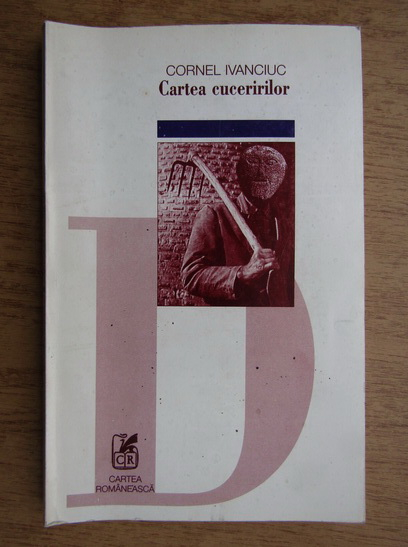 CORNEL IVANCIUC
Cartea cuceririlor
D
CR
CARTEA
ROMÂNEASCĂ